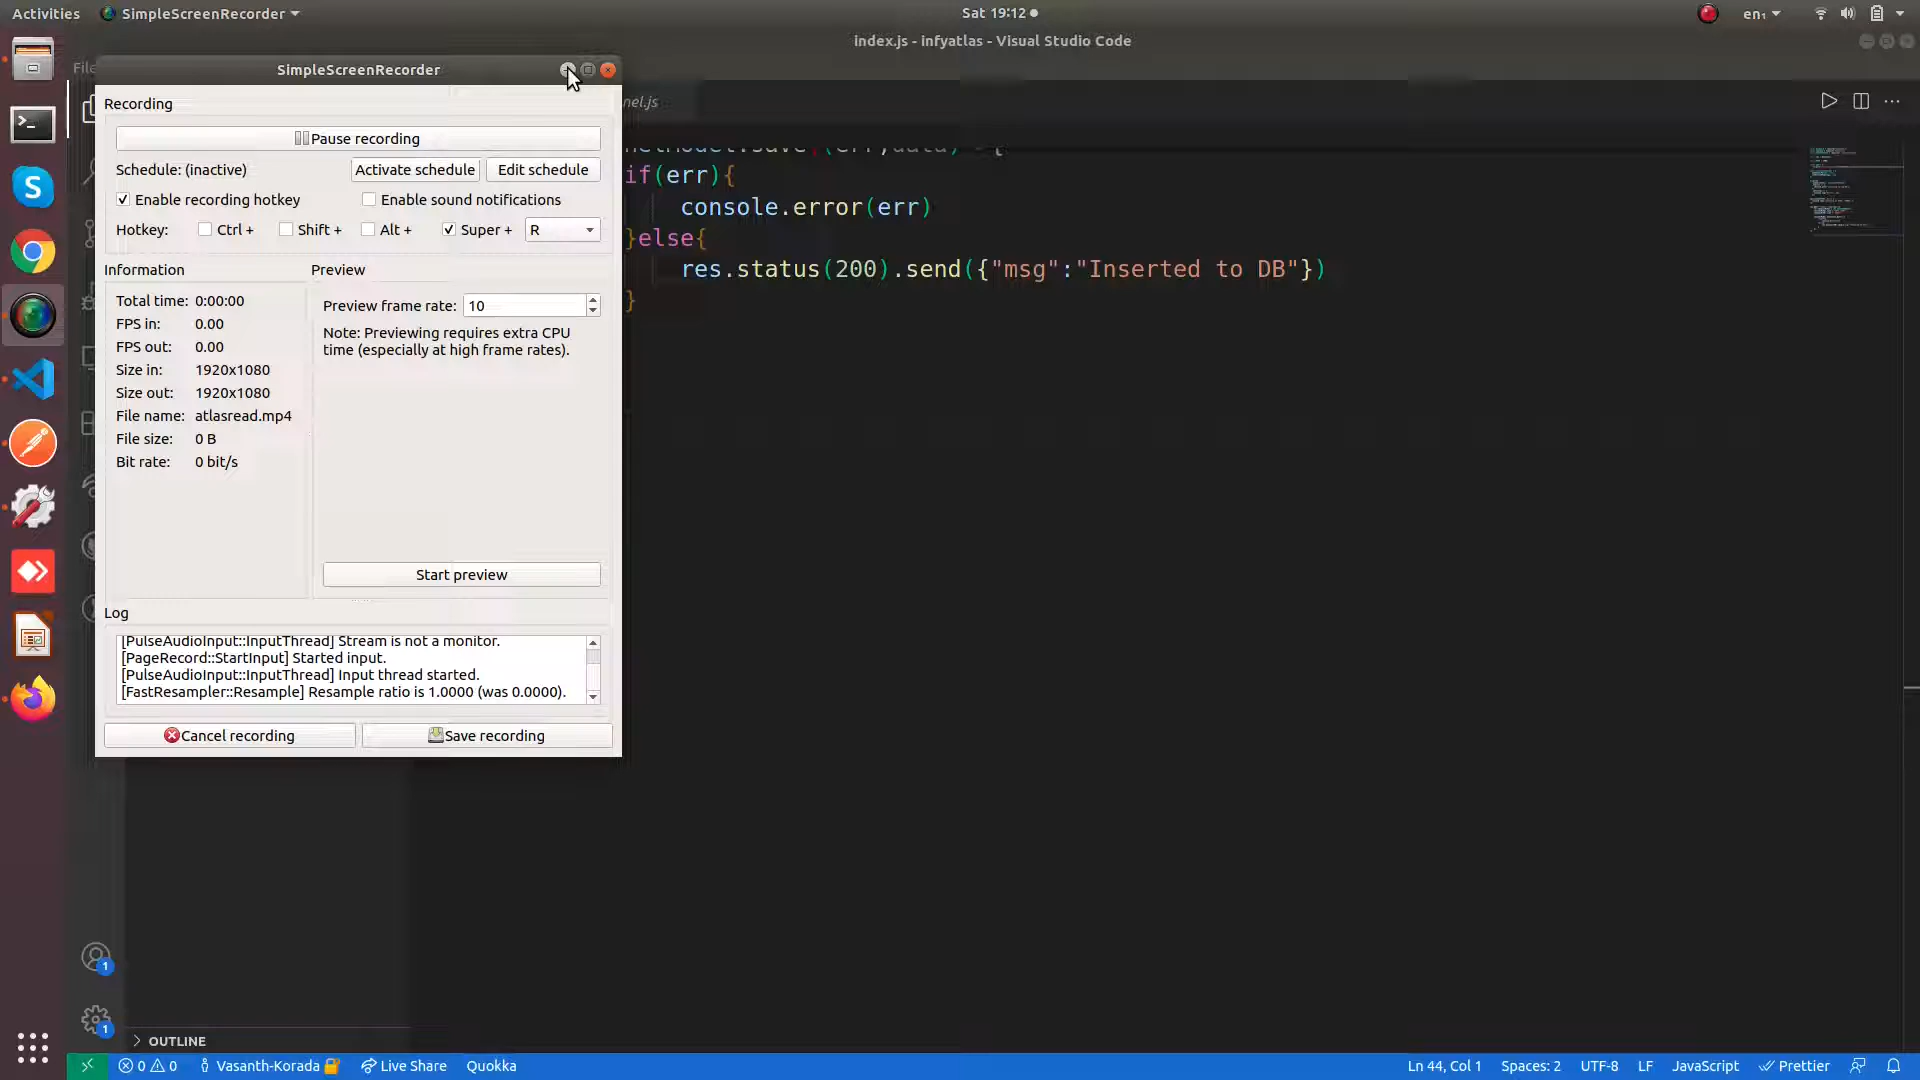 Activities
SimpleScreenRecorder
Sat 19:12
en₁
index.js - infyatlas - Visual Studio Code
File
SimpleScreenRecorder
nel.js
Recording
Pause recording
Schedule: (inactive)
Activate schedule
Edit schedule
Enable recording hotkey
Enable sound notifications
Hotkey:
Ctrl +
Shift +
Alt +
Super +
R
Information
Preview
Total time: 0:00:00
FPS in: 0.00
FPS out: 0.00
Size in: 1920x1080
Size out: 1920x1080
File name: atlasread.mp4
File size: 0 B
Bit rate: 0 bit/s
Preview frame rate: 10
Note: Previewing requires extra CPU
time (especially at high frame rates).
Start preview
Log
[PulseAudioInput::InputThread] Stream is not a monitor.
[PageRecord::StartInput] Started input.
[PulseAudioInput::InputThread] Input thread started.
[FastResampler::Resample] Resample ratio is 1.0000 (was 0.0000).
Cancel recording
Save recording
if(err){
console.error(err)
}else{
res.status(200).send({"msg":"Inserted to DB"})
}
1
1
OUTLINE
0 0
Vasanth-Korada
Live Share
Quokka
Ln 44, Col 1
Spaces: 2
UTF-8
LF
JavaScript
Prettier